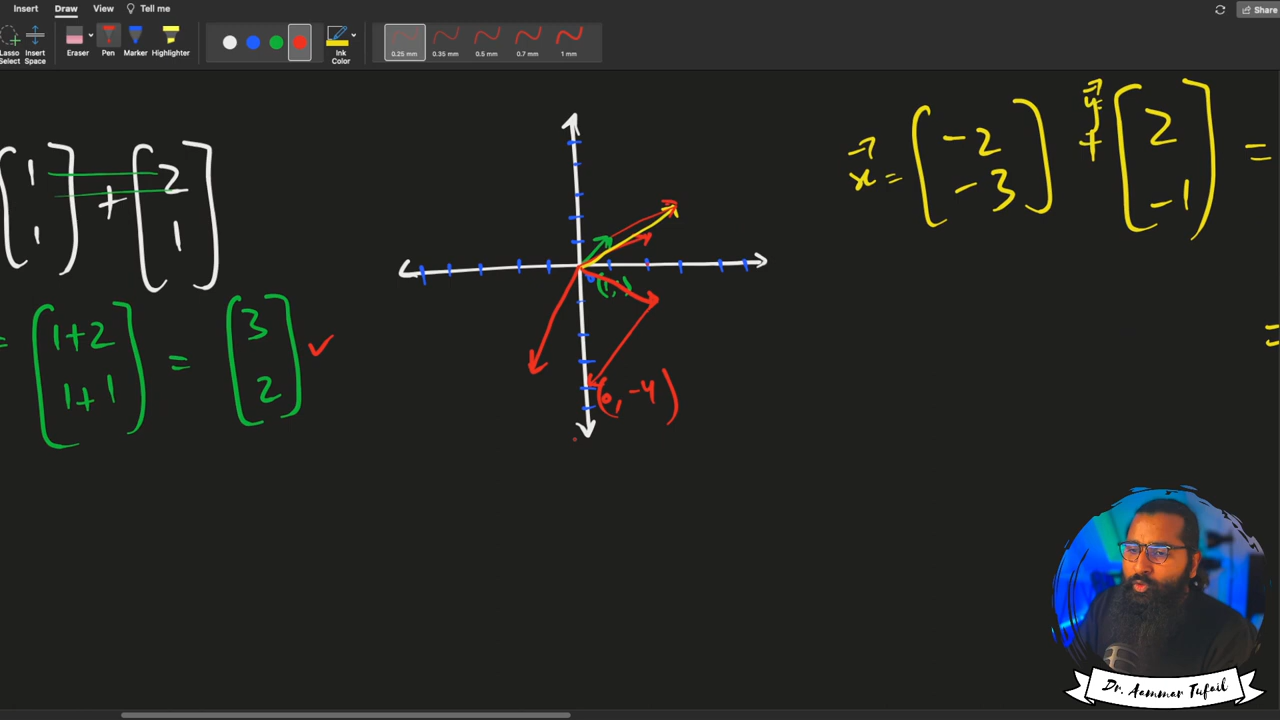 Insert Draw View Tell me Share
Lasso Select Insert Space Eraser Pen Marker Highlighter Ink Color 0.25 mm 0.35 mm 0.5 mm 0.7 mm 1 mm
[1 1] + [2 1]
= [1+2 1+1] = [3 2] ✓
(1,1)
(0, -4)
x⃗ = [-2 -3] + y⃗ [2 -1] =
=
Dr. Aammar Tufail